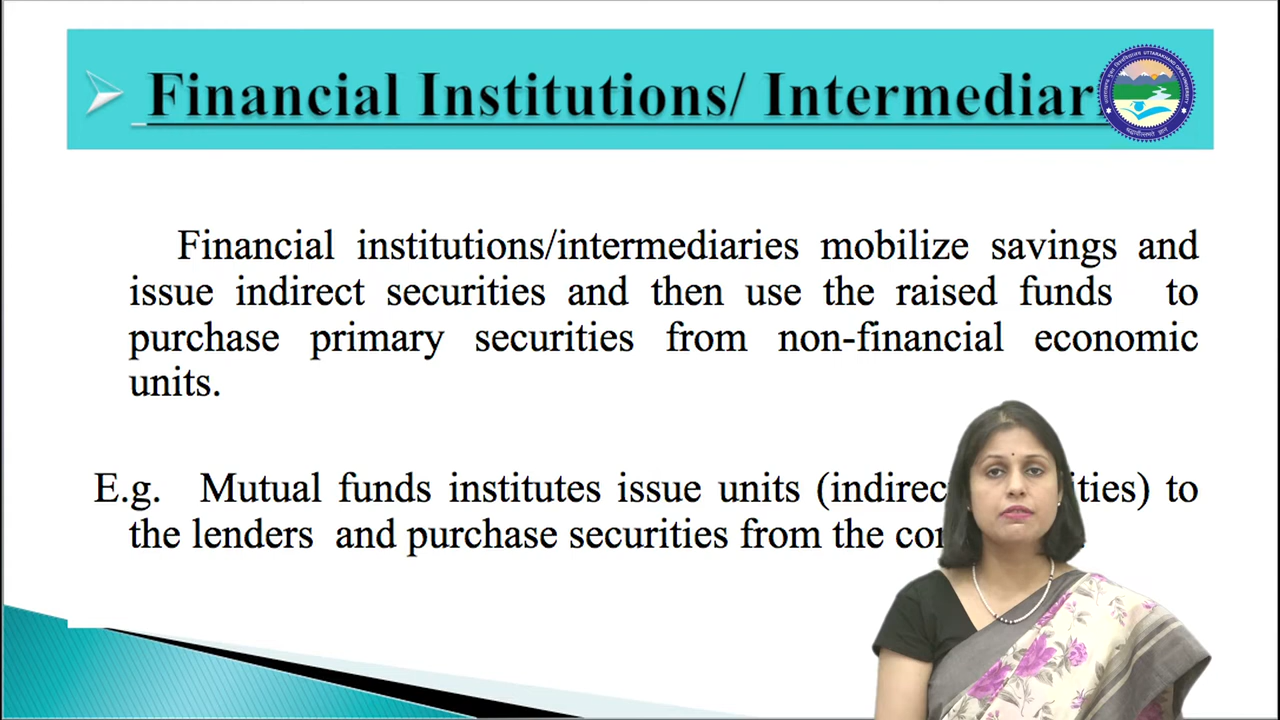 Financial Institutions/ Intermediar
Financial institutions/intermediaries mobilize savings and
issue indirect securities and then use the raised funds to
purchase primary securities from non-financial economic
units.
E.g. Mutual funds institutes issue units (indirec ities) to
the lenders and purchase securities from the